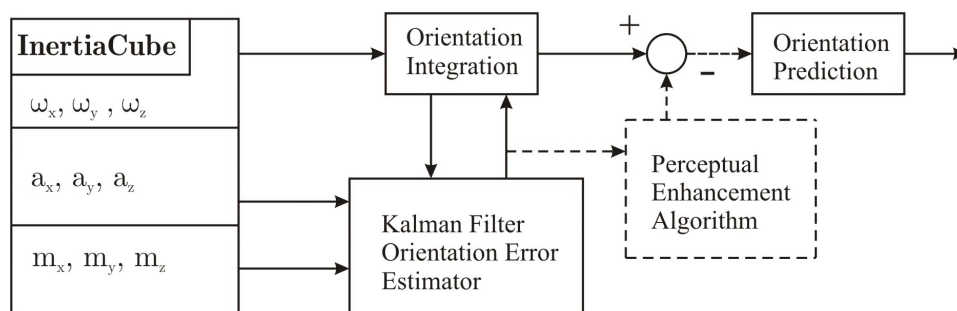 InertiaCube
ωx, ωy , ωz
ax, ay, az
mx, my, mz
Orientation
Integration
+
−
Orientation
Prediction
Kalman Filter
Orientation Error
Estimator
Perceptual
Enhancement
Algorithm